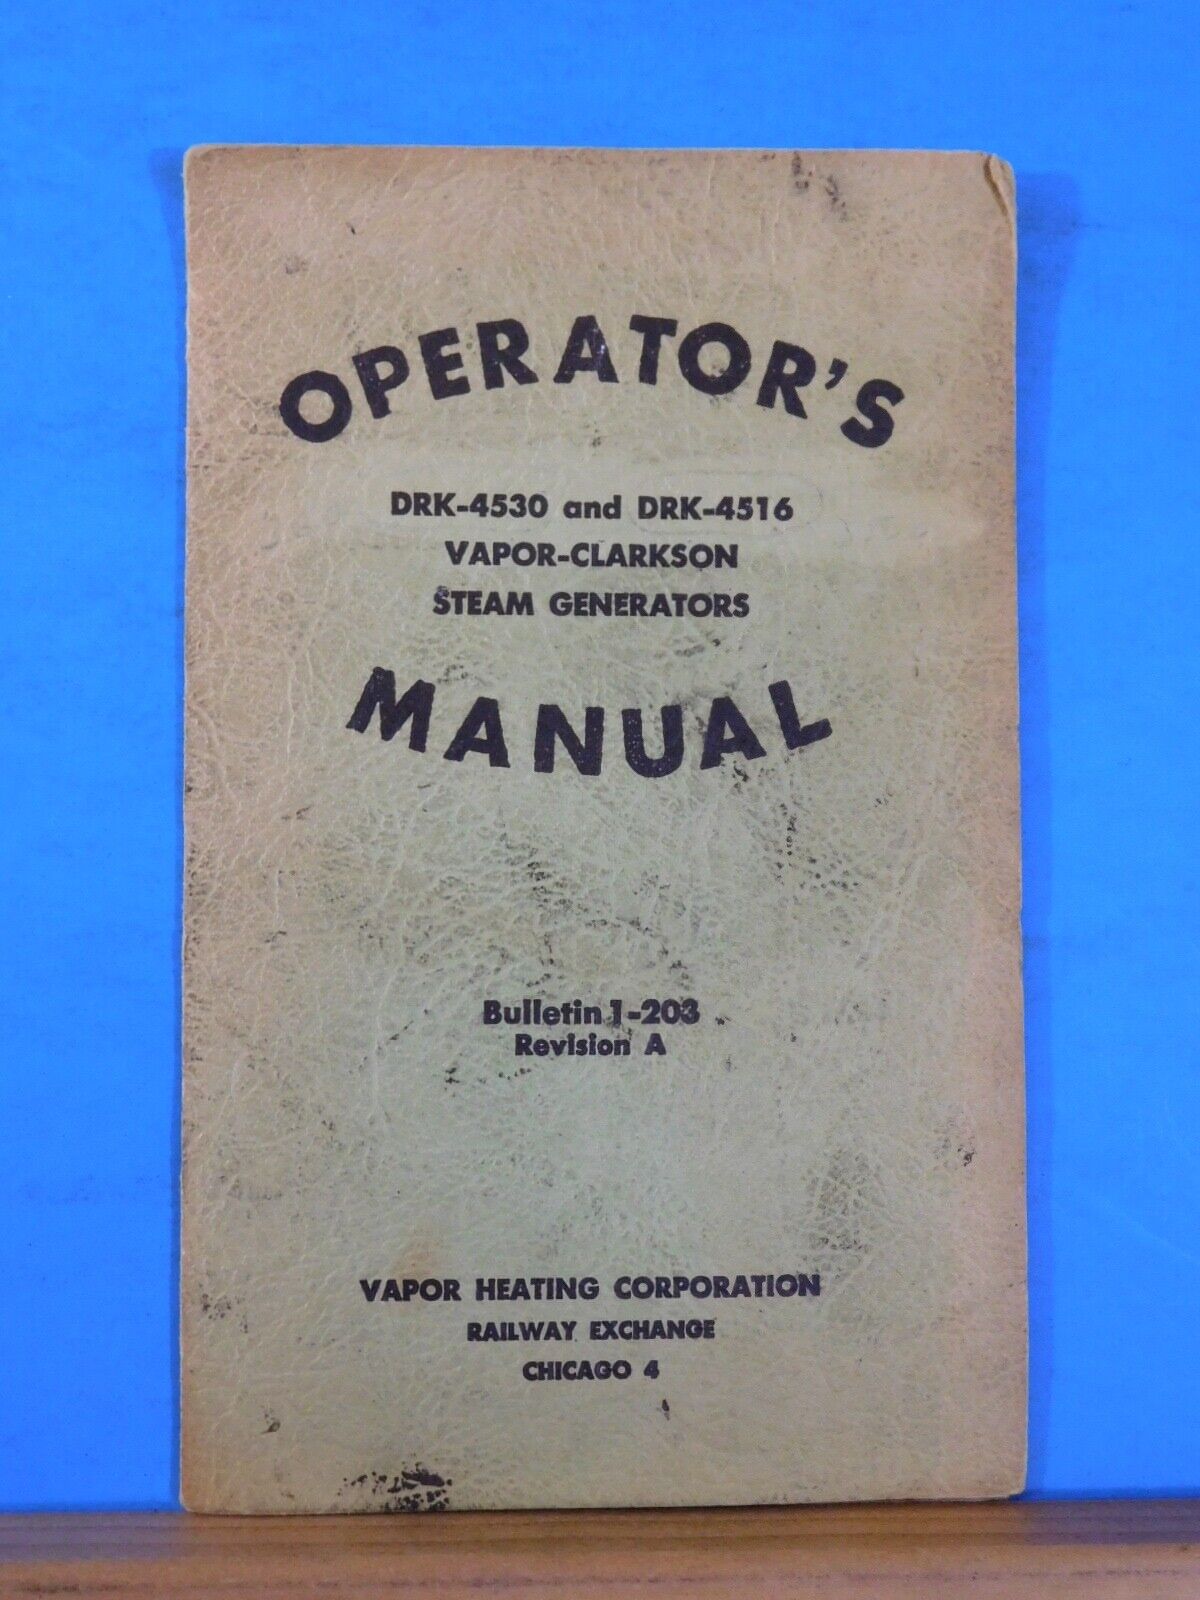 OPERATOR'S
DRK-4530 and DRK-4516
VAPOR-CLARKSON
STEAM GENERATORS
MANUAL
Bulletin 1-203
Revision A
VAPOR HEATING CORPORATION
RAILWAY EXCHANGE
CHICAGO 4